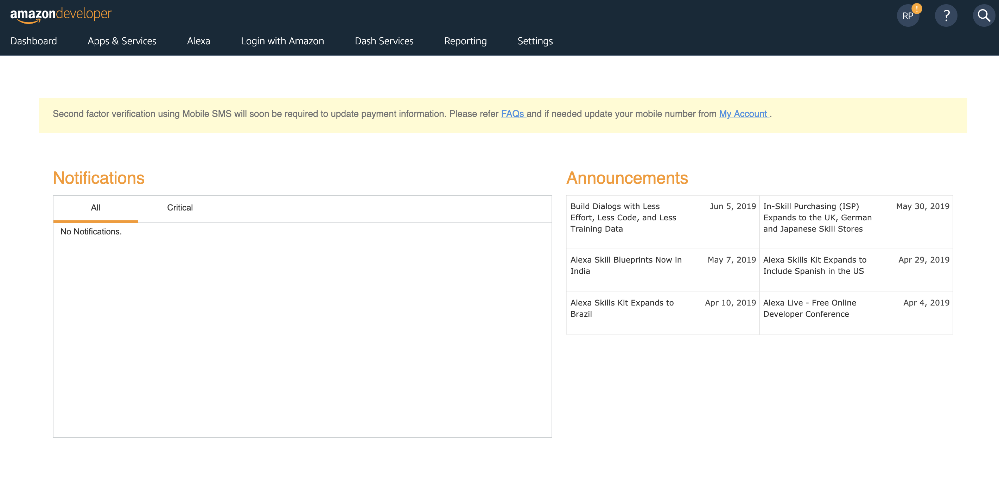 amazondeveloper
RP
!
?
Dashboard
Apps & Services
Alexa
Login with Amazon
Dash Services
Reporting
Settings
Second factor verification using Mobile SMS will soon be required to update payment information. Please refer FAQs and if needed update your mobile number from My Account .
Notifications
All
Critical
No Notifications.
Announcements
Build Dialogs with Less
Effort, Less Code, and Less
Training Data
Jun 5, 2019
In-Skill Purchasing (ISP)
Expands to the UK, German
and Japanese Skill Stores
May 30, 2019
Alexa Skill Blueprints Now in
India
May 7, 2019
Alexa Skills Kit Expands to
Include Spanish in the US
Apr 29, 2019
Alexa Skills Kit Expands to
Brazil
Apr 10, 2019
Alexa Live - Free Online
Developer Conference
Apr 4, 2019